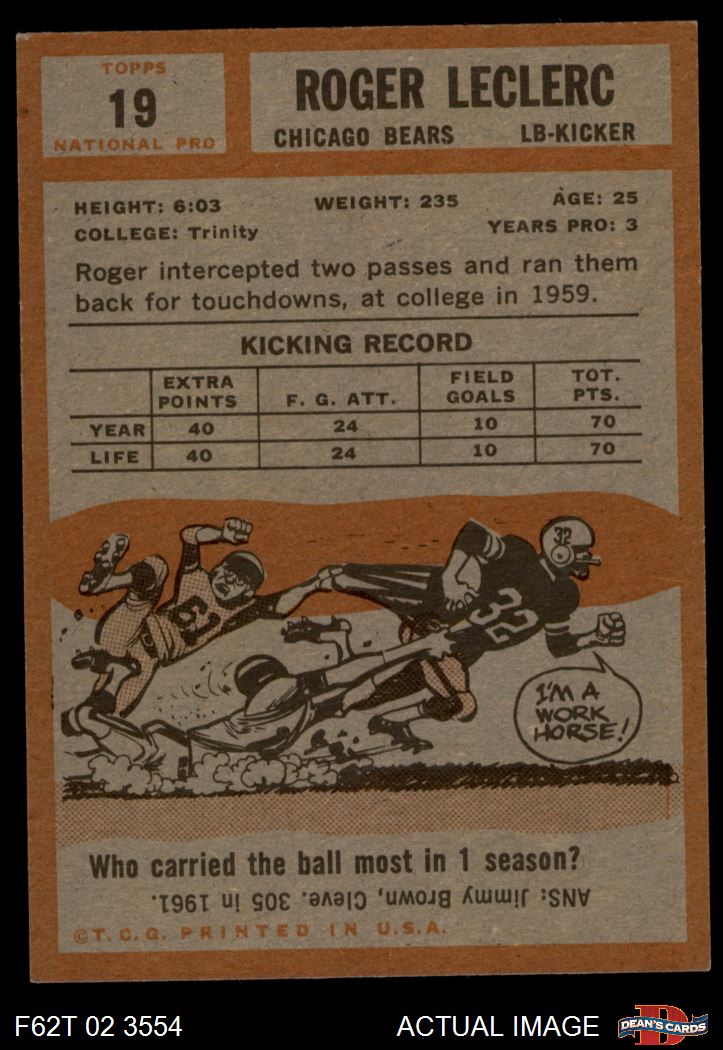 TOPPS
19
NATIONAL PRO
ROGER LECLERC
CHICAGO BEARS LB-KICKER
HEIGHT: 6:03 WEIGHT: 235 AGE: 25
COLLEGE: Trinity YEARS PRO: 3
Roger intercepted two passes and ran them
back for touchdowns, at college in 1959.
KICKING RECORD
EXTRA POINTS F. G. ATT. FIELD GOALS TOT. PTS.
YEAR 40 24 10 70
LIFE 40 24 10 70
32
61
32
I'M A
WORK
HORSE!
Who carried the ball most in 1 season?
ANS: Jimmy Brown, Cleve. 305 in 1961.
©T.C.G. PRINTED IN U.S.A.
F62T 02 3554 ACTUAL IMAGE
D
DEAN'S CARDS